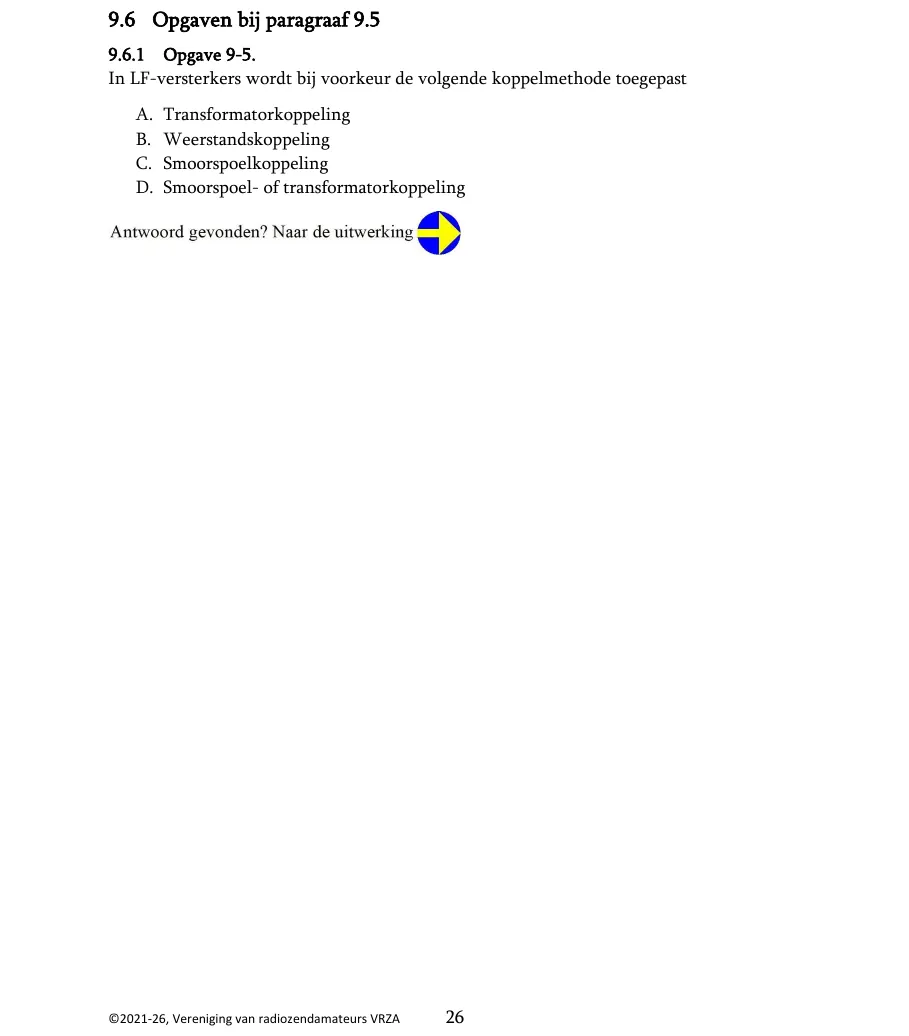 9.6 Opgaven bij paragraaf 9.5
9.6.1 Opgave 9-5.
In LF-versterkers wordt bij voorkeur de volgende koppelmethode toegepast
A. Transformatorkoppeling
B. Weerstandskoppeling
C. Smoorspoelkoppeling
D. Smoorspoel- of transformatorkoppeling
Antwoord gevonden? Naar de uitwerking
©2021-26, Vereniging van radiozendamateurs VRZA 26